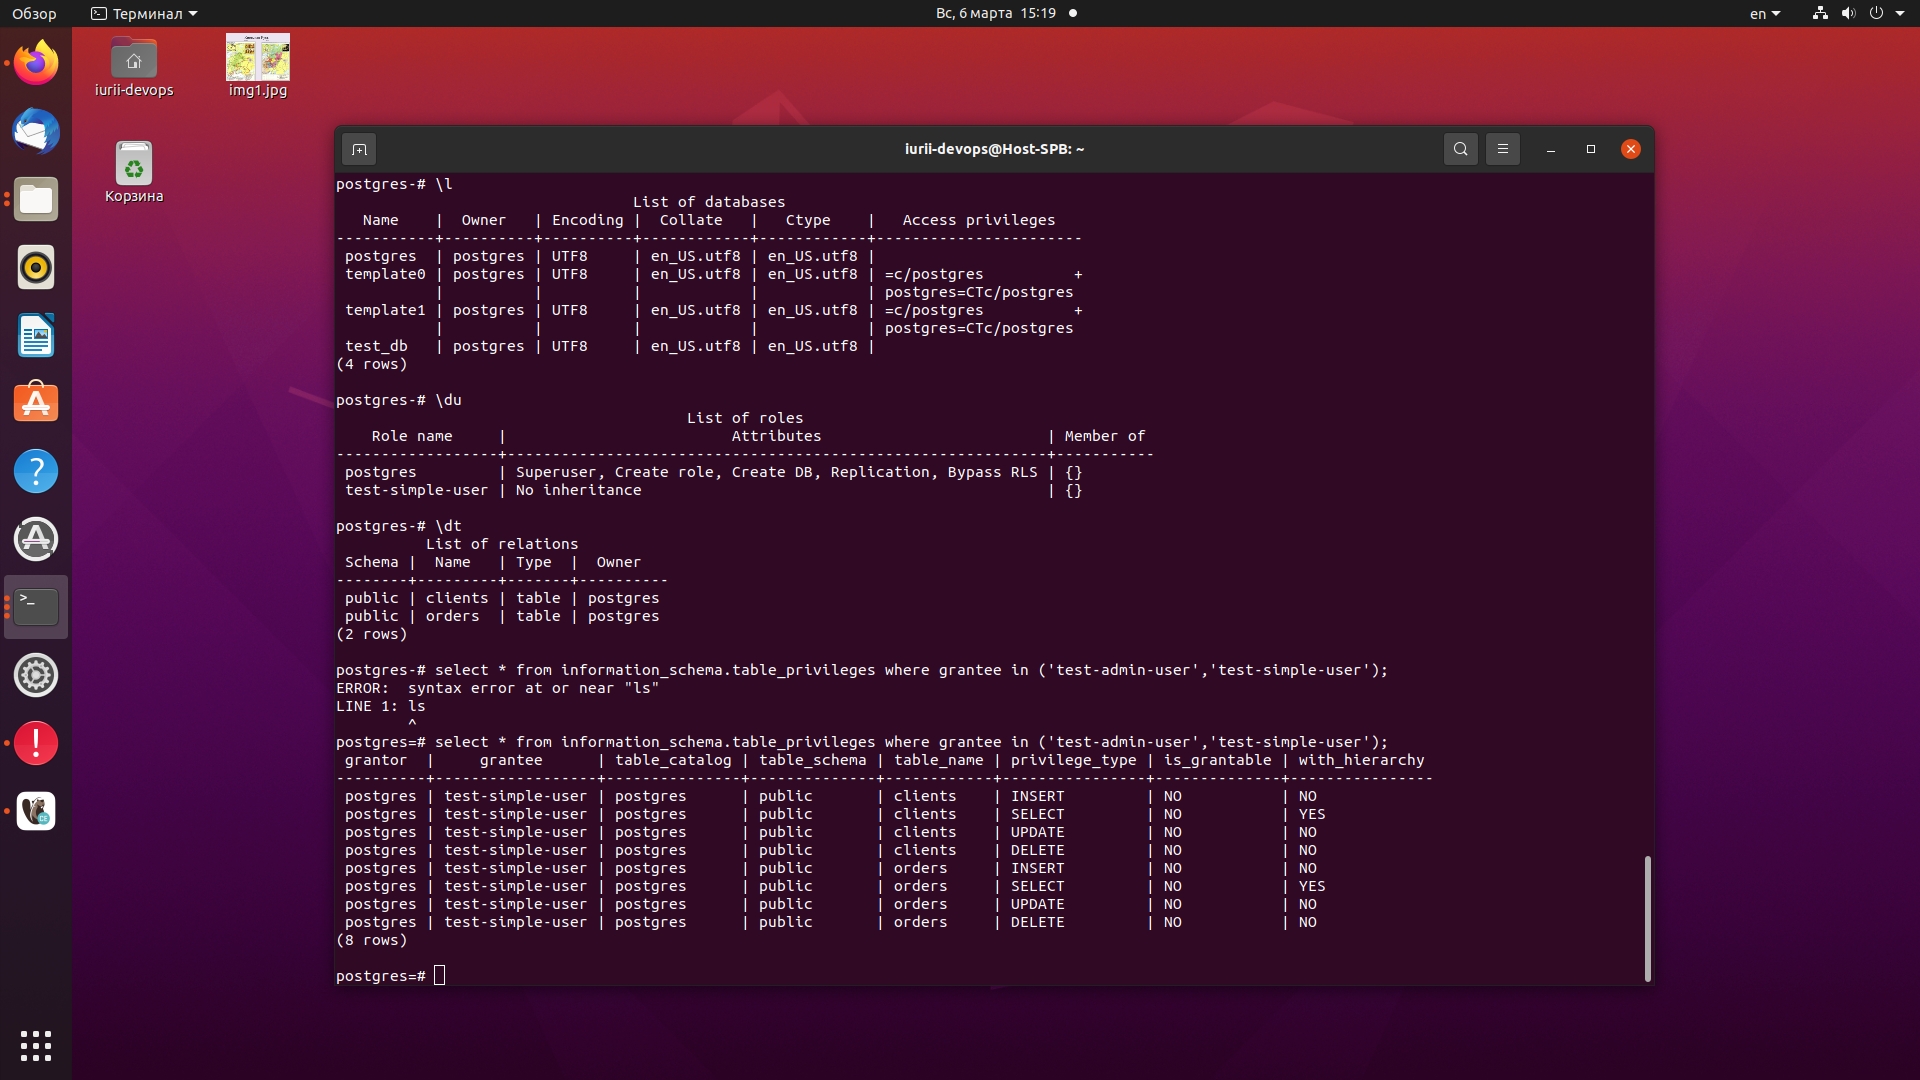 Обзор
Терминал
Вс, 6 марта 15:19
en
iurii-devops
img1.jpg
Корзина
iurii-devops@Host-SPB: ~
postgres-# \l
                                 List of databases
   Name    |  Owner   | Encoding |  Collate   |   Ctype    |   Access privileges
-----------+----------+----------+------------+------------+-----------------------
 postgres  | postgres | UTF8     | en_US.utf8 | en_US.utf8 |
 template0 | postgres | UTF8     | en_US.utf8 | en_US.utf8 | =c/postgres          +
           |          |          |            |            | postgres=CTc/postgres
 template1 | postgres | UTF8     | en_US.utf8 | en_US.utf8 | =c/postgres          +
           |          |          |            |            | postgres=CTc/postgres
 test_db   | postgres | UTF8     | en_US.utf8 | en_US.utf8 |
(4 rows)
postgres-# \du
                                       List of roles
    Role name     |                         Attributes                         | Member of
------------------+------------------------------------------------------------+-----------
 postgres         | Superuser, Create role, Create DB, Replication, Bypass RLS | {}
 test-simple-user | No inheritance                                             | {}
postgres-# \dt
          List of relations
 Schema |  Name   | Type  |  Owner
--------+---------+-------+----------
 public | clients | table | postgres
 public | orders  | table | postgres
(2 rows)
postgres-# select * from information_schema.table_privileges where grantee in ('test-admin-user','test-simple-user');
ERROR:  syntax error at or near "ls"
LINE 1: ls
        ^
postgres=# select * from information_schema.table_privileges where grantee in ('test-admin-user','test-simple-user');
 grantor  |     grantee      | table_catalog | table_schema | table_name | privilege_type | is_grantable | with_hierarchy
----------+------------------+---------------+--------------+------------+----------------+--------------+----------------
 postgres | test-simple-user | postgres      | public       | clients    | INSERT         | NO           | NO
 postgres | test-simple-user | postgres      | public       | clients    | SELECT         | NO           | YES
 postgres | test-simple-user | postgres      | public       | clients    | UPDATE         | NO           | NO
 postgres | test-simple-user | postgres      | public       | clients    | DELETE         | NO           | NO
 postgres | test-simple-user | postgres      | public       | orders     | INSERT         | NO           | NO
 postgres | test-simple-user | postgres      | public       | orders     | SELECT         | NO           | YES
 postgres | test-simple-user | postgres      | public       | orders     | UPDATE         | NO           | NO
 postgres | test-simple-user | postgres      | public       | orders     | DELETE         | NO           | NO
(8 rows)
postgres=#